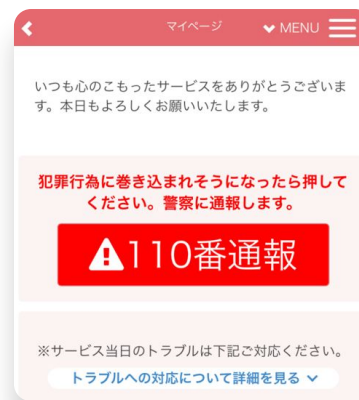 マイページ
MENU
いつも心のこもったサービスをありがとうございま
す。本日もよろしくお願いいたします。
犯罪行為に巻き込まれそうになったら押して
ください。警察に通報します。
110番通報
※サービス当日のトラブルは下記ご対応ください。
トラブルへの対応について詳細を見る